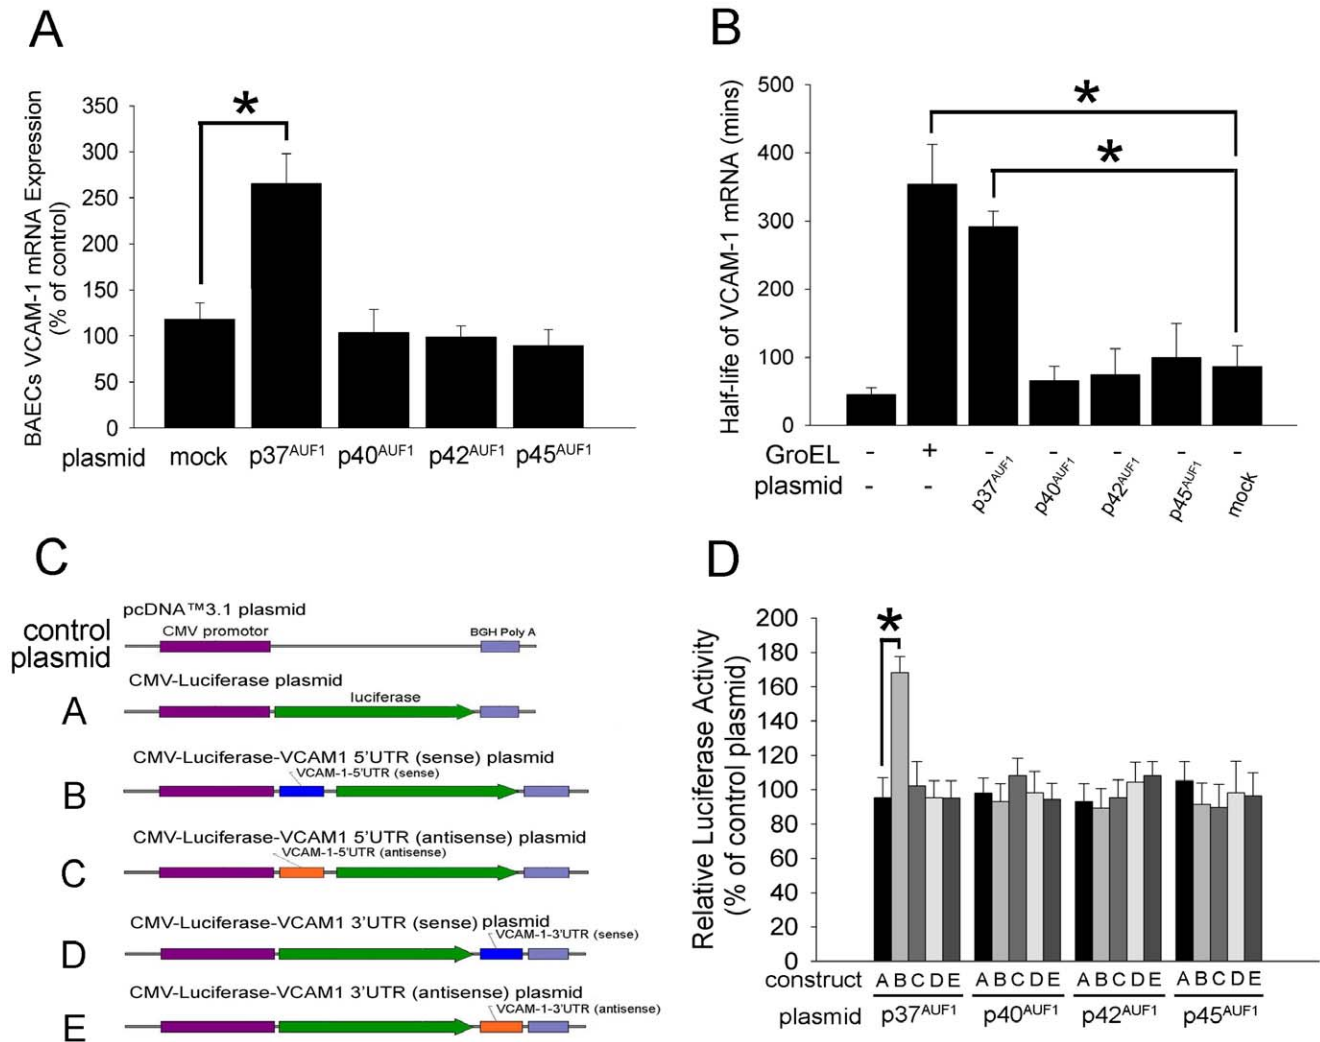 A
BAECs VCAM-1 mRNA Expression
(% of control)
350
300
250
200
150
100
50
0
*
plasmid mock p37AUF1 p40AUF1 p42AUF1 p45AUF1
B
Half-life of VCAM-1 mRNA (mins)
500
400
300
200
100
0
*
*
GroEL - + - - - - -
plasmid - - p37AUF1 p40AUF1 p42AUF1 p45AUF1 mock
C
control
plasmid
pcDNA™3.1 plasmid
CMV promotor BGH Poly A
A
CMV-Luciferase plasmid
luciferase
B
CMV-Luciferase-VCAM1 5'UTR (sense) plasmid
VCAM-1-5'UTR (sense)
C
CMV-Luciferase-VCAM1 5'UTR (antisense) plasmid
VCAM-1-5'UTR (antisense)
D
CMV-Luciferase-VCAM1 3'UTR (sense) plasmid
VCAM-1-3'UTR (sense)
E
CMV-Luciferase-VCAM1 3'UTR (antisense) plasmid
VCAM-1-3'UTR (antisense)
D
Relative Luciferase Activity
(% of control plasmid)
200
180
160
140
120
100
80
60
40
20
0
*
construct A B C D E A B C D E A B C D E A B C D E
plasmid p37AUF1 p40AUF1 p42AUF1 p45AUF1